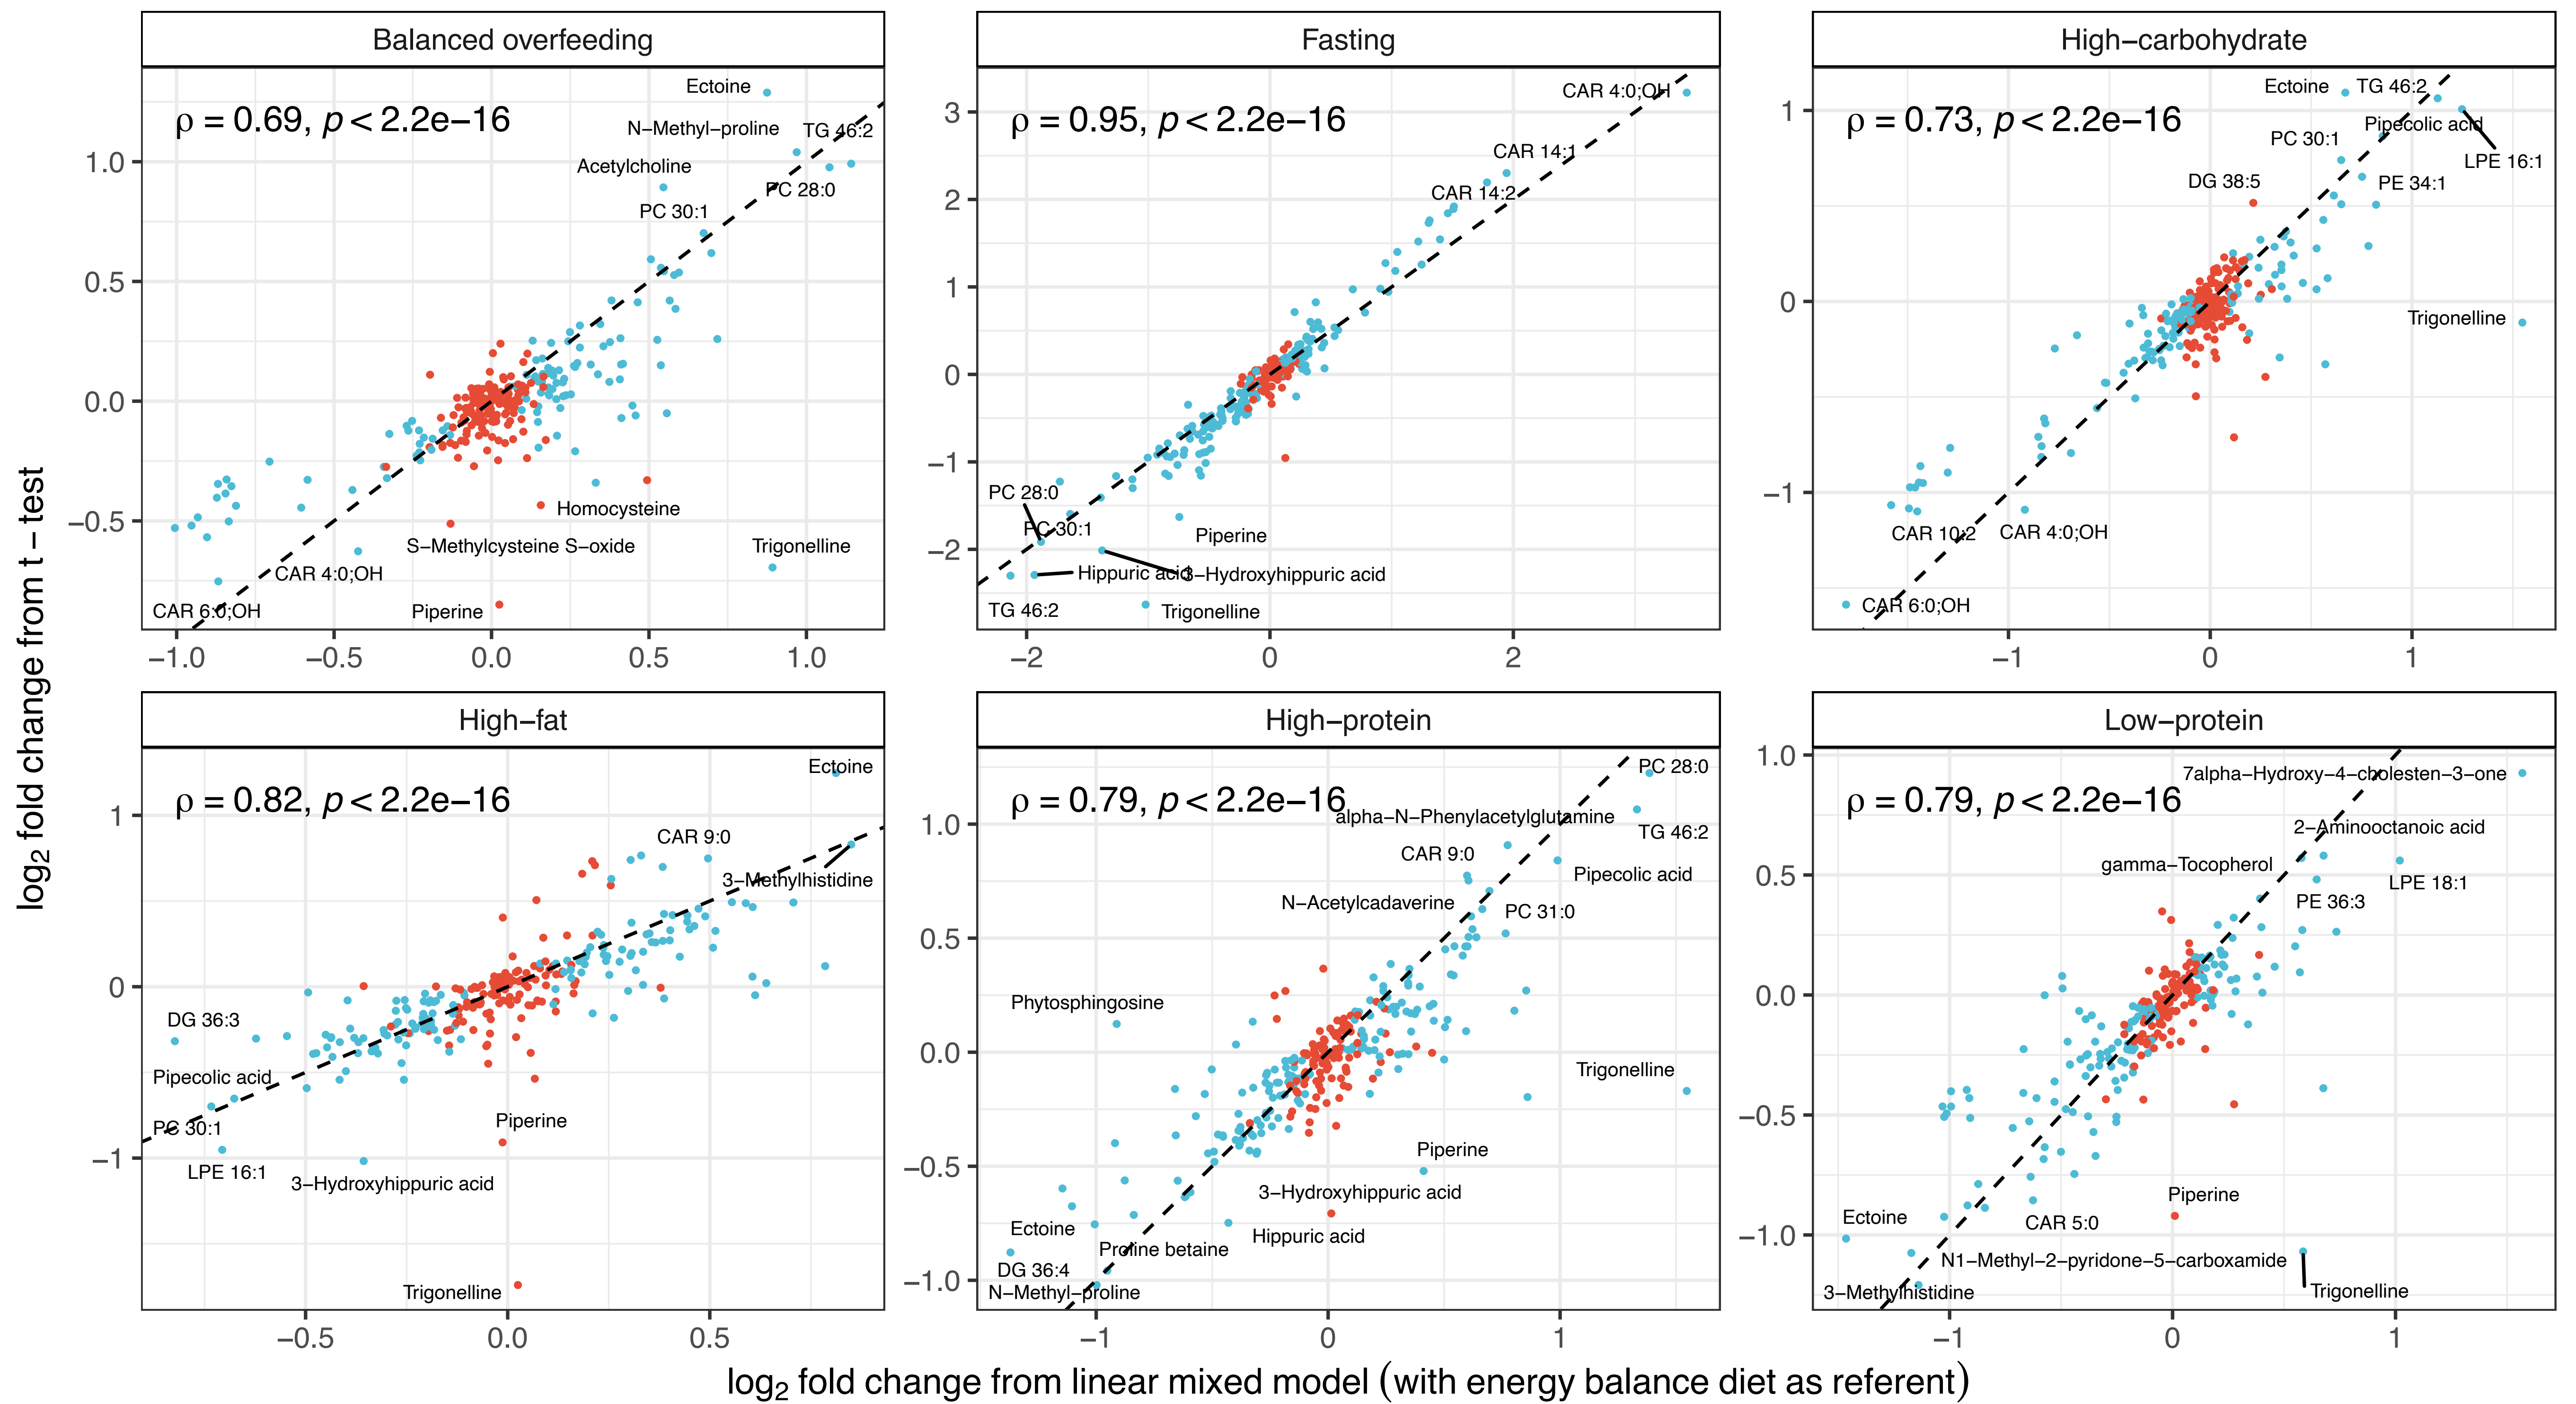 Balanced overfeeding
Fasting
High−carbohydrate
ρ = 0.69, p < 2.2e−16
Ectoine
N−Methyl−proline
TG 46:2
Acetylcholine
PC 28:0
PC 30:1
Homocysteine
S−Methylcysteine S−oxide
Trigonelline
CAR 4:0;OH
CAR 6:0;OH
Piperine
1.0
0.5
0.0
−0.5
−1.0
−0.5
0.0
0.5
1.0
ρ = 0.95, p < 2.2e−16
CAR 4:0;OH
CAR 14:1
CAR 14:2
PC 28:0
PC 30:1
Piperine
Hippuric acid
3−Hydroxyhippuric acid
TG 46:2
Trigonelline
3
2
1
0
−1
−2
−2
0
2
ρ = 0.73, p < 2.2e−16
Ectoine
TG 46:2
Pipecolic acid
PC 30:1
LPE 16:1
DG 38:5
PE 34:1
Trigonelline
CAR 10:2
CAR 4:0;OH
CAR 6:0;OH
1
0
−1
−1
0
1
High−fat
High−protein
Low−protein
ρ = 0.82, p < 2.2e−16
Ectoine
CAR 9:0
3−Methylhistidine
DG 36:3
Pipecolic acid
PC 30:1
Piperine
LPE 16:1
3−Hydroxyhippuric acid
Trigonelline
1
0
−1
−0.5
0.0
0.5
ρ = 0.79, p < 2.2e−16
PC 28:0
alpha−N−Phenylacetylglutamine
TG 46:2
CAR 9:0
Pipecolic acid
N−Acetylcadaverine
PC 31:0
Phytosphingosine
Trigonelline
Piperine
3−Hydroxyhippuric acid
Ectoine
Hippuric acid
Proline betaine
DG 36:4
N−Methyl−proline
1.0
0.5
0.0
−0.5
−1.0
−1
0
1
ρ = 0.79, p < 2.2e−16
7alpha−Hydroxy−4−cholesten−3−one
2−Aminooctanoic acid
gamma−Tocopherol
LPE 18:1
PE 36:3
Piperine
Ectoine
CAR 5:0
N1−Methyl−2−pyridone−5−carboxamide
3−Methylhistidine
Trigonelline
1.0
0.5
0.0
−0.5
−1.0
−1
0
1
log2 fold change from t − test
log2 fold change from linear mixed model (with energy balance diet as referent)